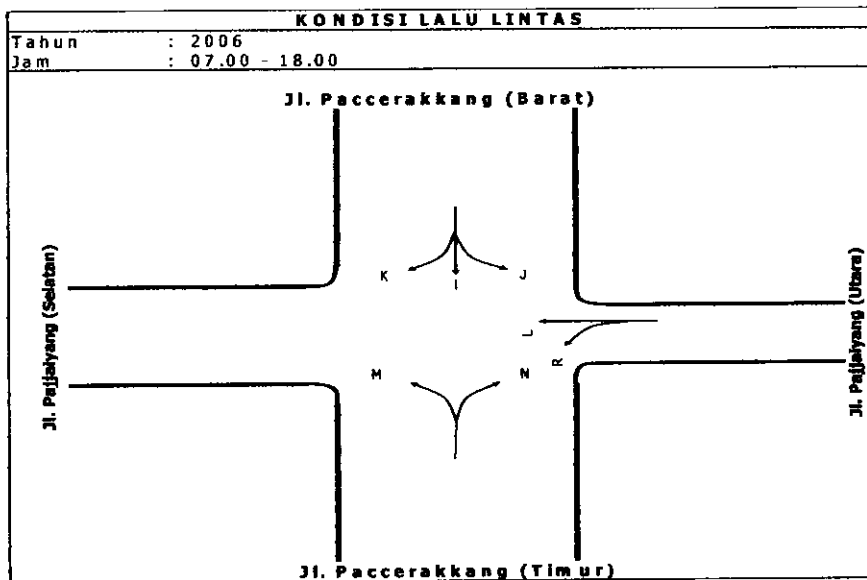 KONDISI LALU LINTAS
Tahun : 2006
Jam : 07.00 - 18.00
Jl. Paccerakkang (Barat)
Jl. Pajjaiyang (Selatan)
Jl. Pajjaiyang (Utara)
K
I
J
L
R
M
N
Jl. Paccerakkang (Timur)